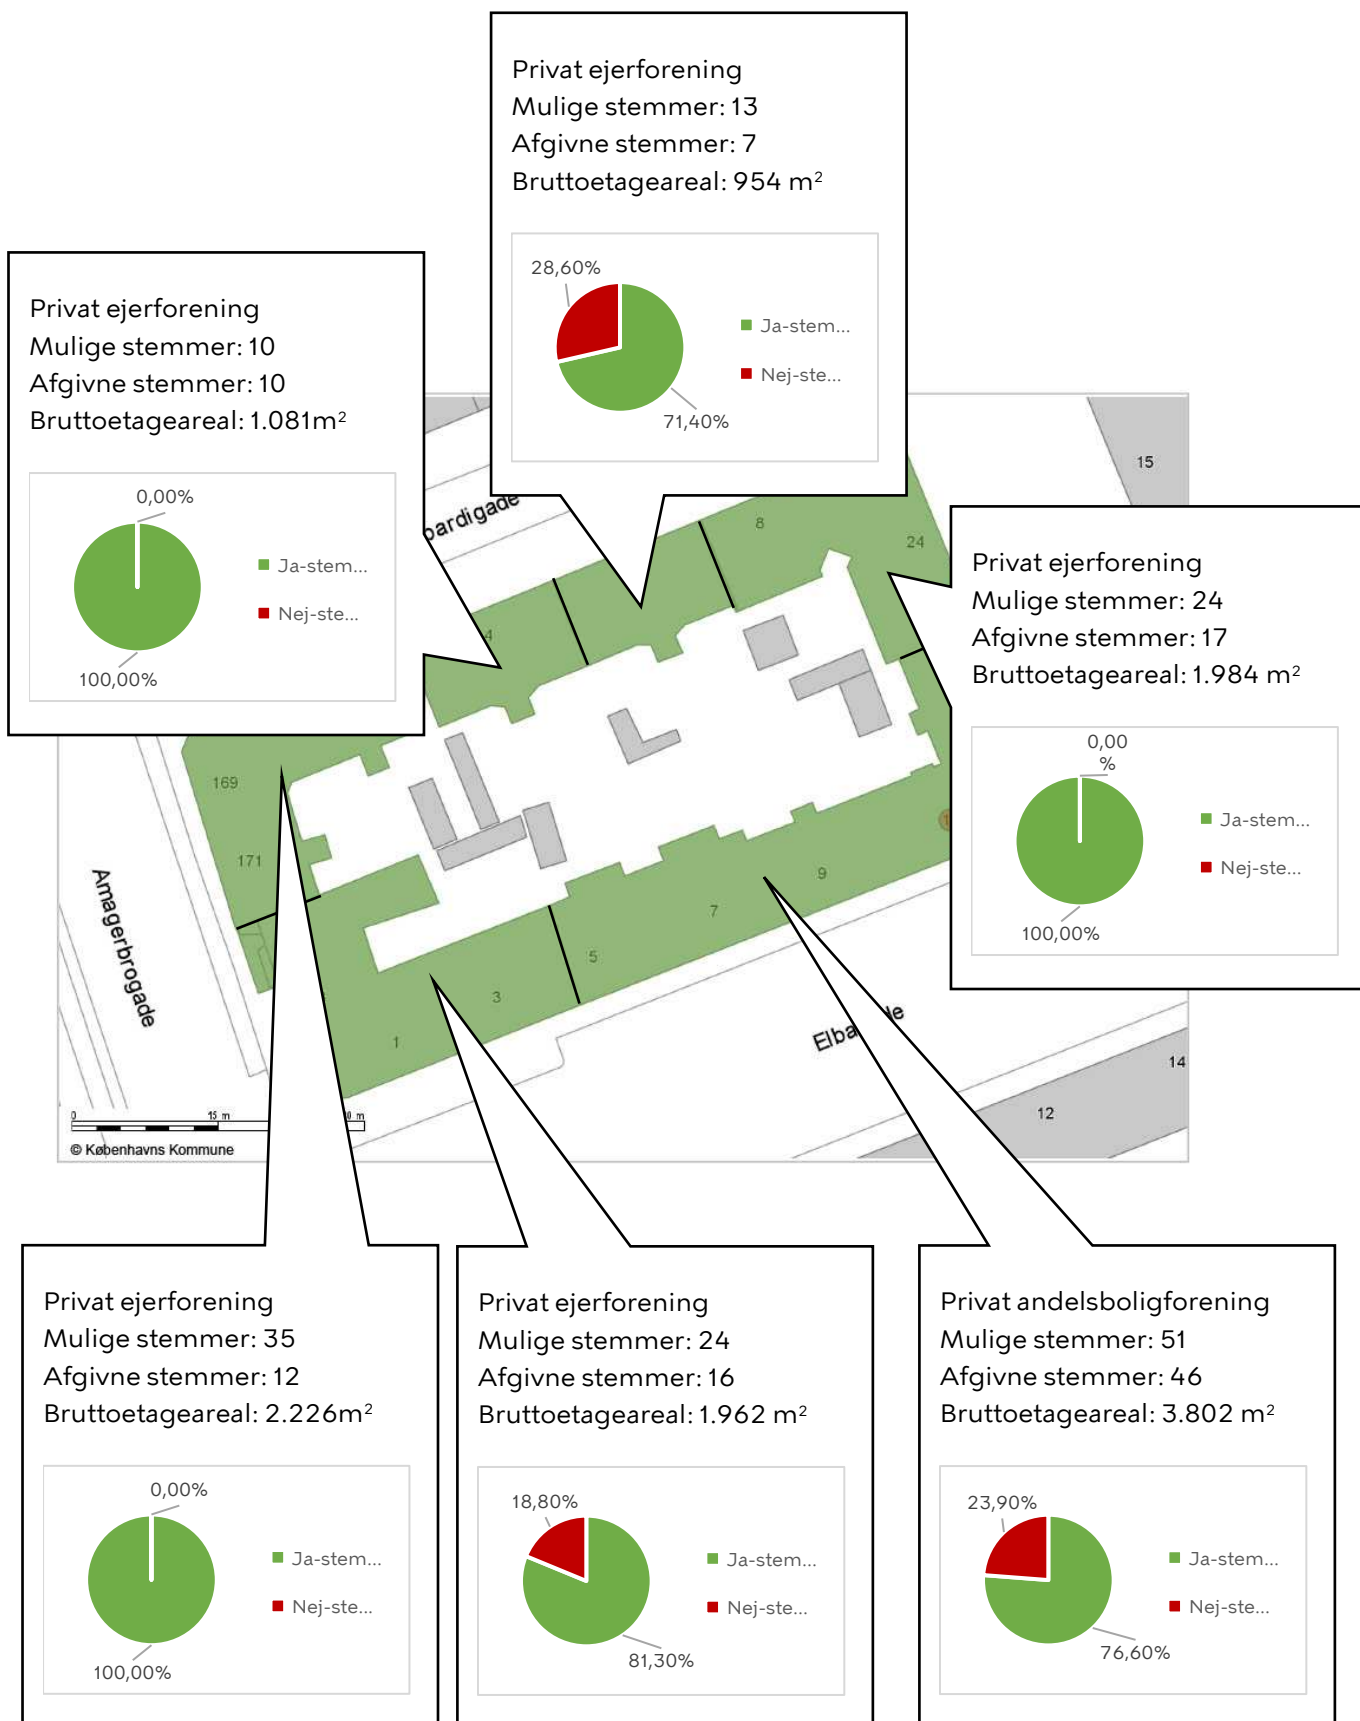 Privat ejerforening
Mulige stemmer: 13
Afgivne stemmer: 7
Bruttoetageareal: 954 m²
28,60%
Ja-stem...
Nej-ste...
71,40%
Privat ejerforening
Mulige stemmer: 10
Afgivne stemmer: 10
Bruttoetageareal: 1.081m²
0,00%
Ja-stem...
Nej-ste...
100,00%
Privat ejerforening
Mulige stemmer: 24
Afgivne stemmer: 17
Bruttoetageareal: 1.984 m²
0,00
%
Ja-stem...
Nej-ste...
100,00%
bardigade
15
8
24
4
169
171
Amagerbrogade
9
7
5
3
1
Elba
de
14
12
0
15 m
0 m
© Københavns Kommune
Privat ejerforening
Mulige stemmer: 35
Afgivne stemmer: 12
Bruttoetageareal: 2.226m²
0,00%
Ja-stem...
Nej-ste...
100,00%
Privat ejerforening
Mulige stemmer: 24
Afgivne stemmer: 16
Bruttoetageareal: 1.962 m²
18,80%
Ja-stem...
Nej-ste...
81,30%
Privat andelsboligforening
Mulige stemmer: 51
Afgivne stemmer: 46
Bruttoetageareal: 3.802 m²
23,90%
Ja-stem...
Nej-ste...
76,60%